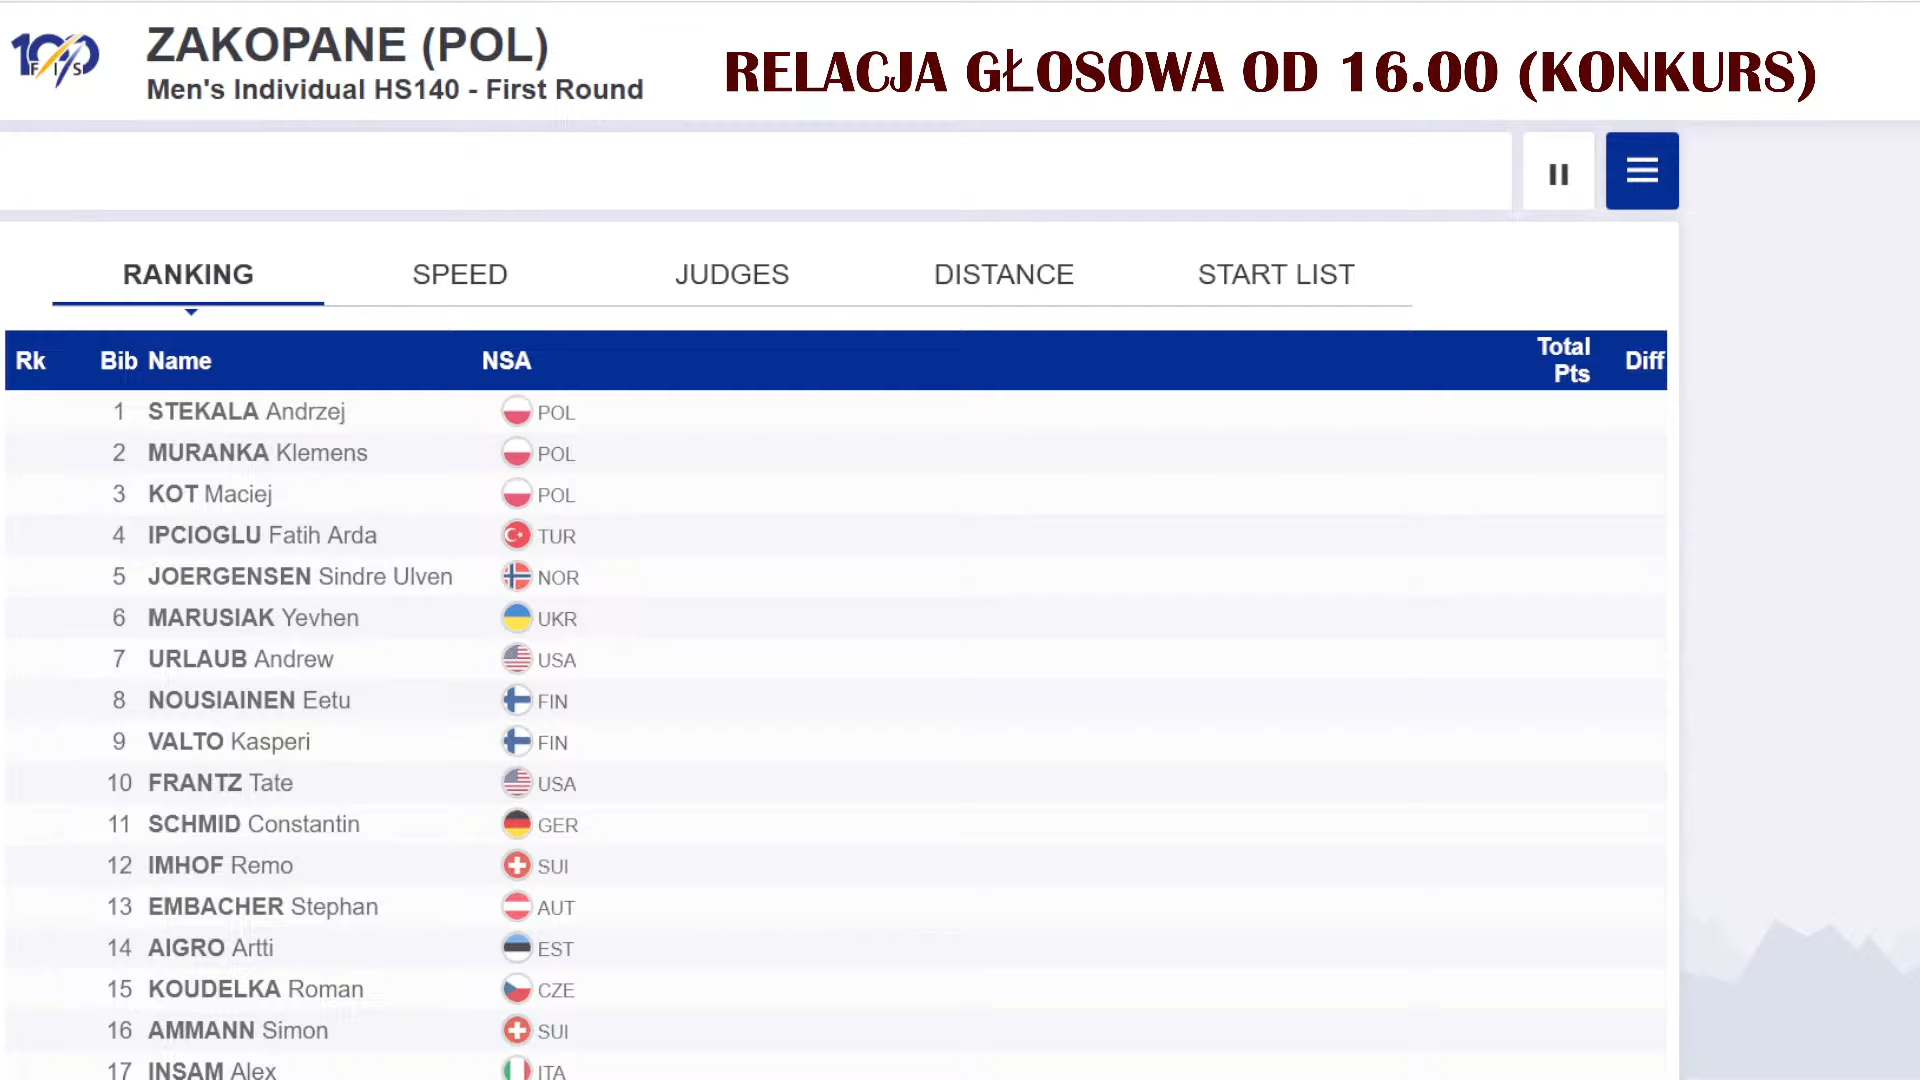 100 FIS
ZAKOPANE (POL)
Men's Individual HS140 - First Round
RELACJA GŁOSOWA OD 16.00 (KONKURS)
RANKING SPEED JUDGES DISTANCE START LIST
Rk Bib Name NSA Total Pts Diff
1 STEKALA Andrzej POL
2 MURANKA Klemens POL
3 KOT Maciej POL
4 IPCIOGLU Fatih Arda TUR
5 JOERGENSEN Sindre Ulven NOR
6 MARUSIAK Yevhen UKR
7 URLAUB Andrew USA
8 NOUSIAINEN Eetu FIN
9 VALTO Kasperi FIN
10 FRANTZ Tate USA
11 SCHMID Constantin GER
12 IMHOF Remo SUI
13 EMBACHER Stephan AUT
14 AIGRO Artti EST
15 KOUDELKA Roman CZE
16 AMMANN Simon SUI
17 INSAM Alex ITA